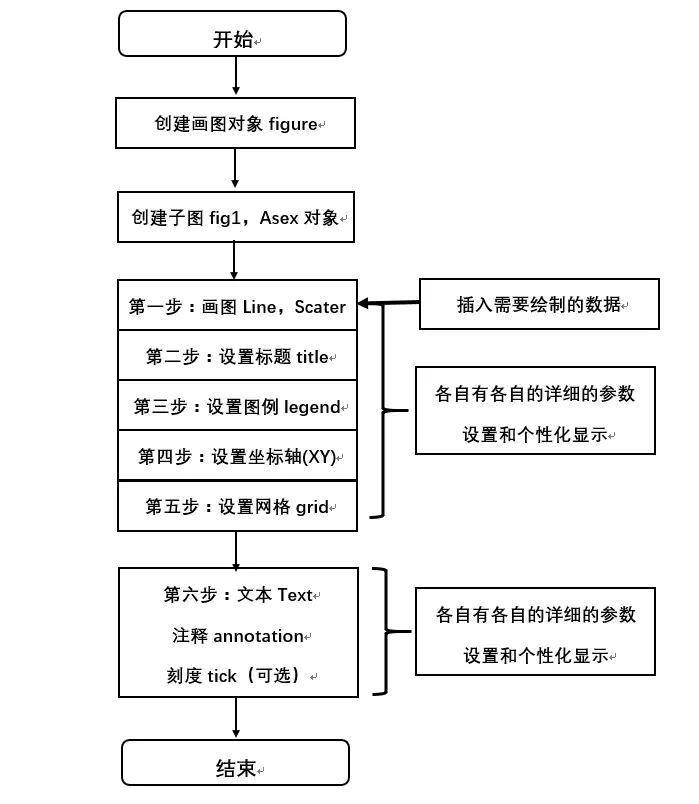 开始
创建画图对象 figure
创建子图 fig1，Asex 对象
第一步：画图 Line，Scater
插入需要绘制的数据
第二步：设置标题 title
第三步：设置图例 legend
第四步：设置坐标轴(XY)
第五步：设置网格 grid
各自有各自的详细的参数
设置和个性化显示
第六步：文本 Text
注释 annotation
刻度 tick（可选）
各自有各自的详细的参数
设置和个性化显示
结束